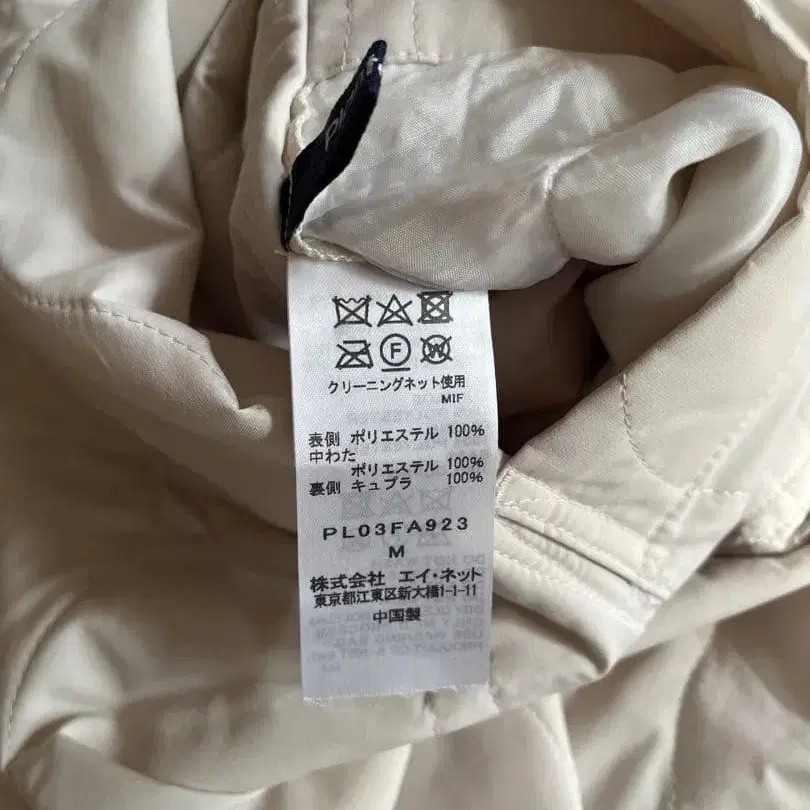 F
W
クリーニングネット使用
MIF
表側 ポリエステル 100%
中わた
ポリエステル 100%
裏側 キュプラ 100%
PL03FA923
M
株式会社 エイ・ネット
東京都江東区新大橋1-1-11
中国製